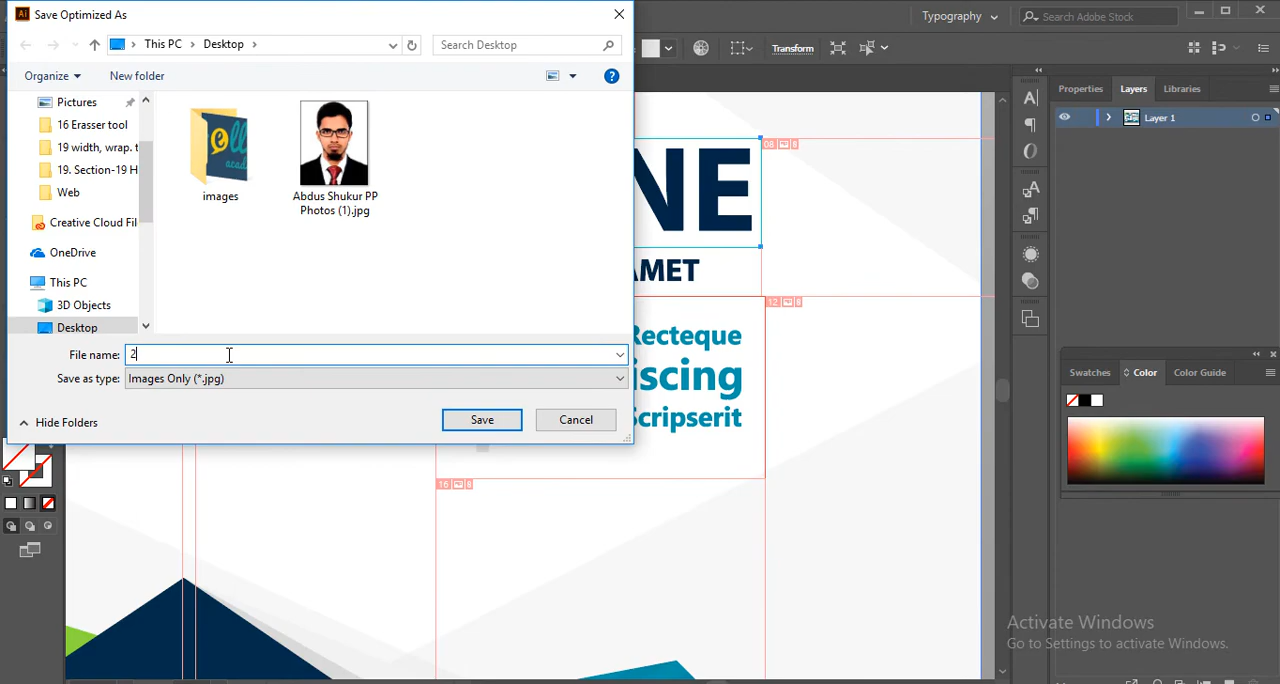 Save Optimized As
This PC
Desktop
Search Desktop
Organize
New folder
Pictures
16 Erasser tool
19 width, wrap. t
19. Section-19 H
Web
Creative Cloud Fil
OneDrive
This PC
3D Objects
Desktop
images
Abdus Shukur PP
Photos (1).jpg
File name: 2
Save as type: Images Only (*.jpg)
Hide Folders
Save
Cancel
Typography
Search Adobe Stock
Transform
Properties
Layers
Libraries
Layer 1
NE
08
AMET
12
Recteque
iscing
Scripserit
16
Swatches
Color
Color Guide
Activate Windows
Go to Settings to activate Windows.